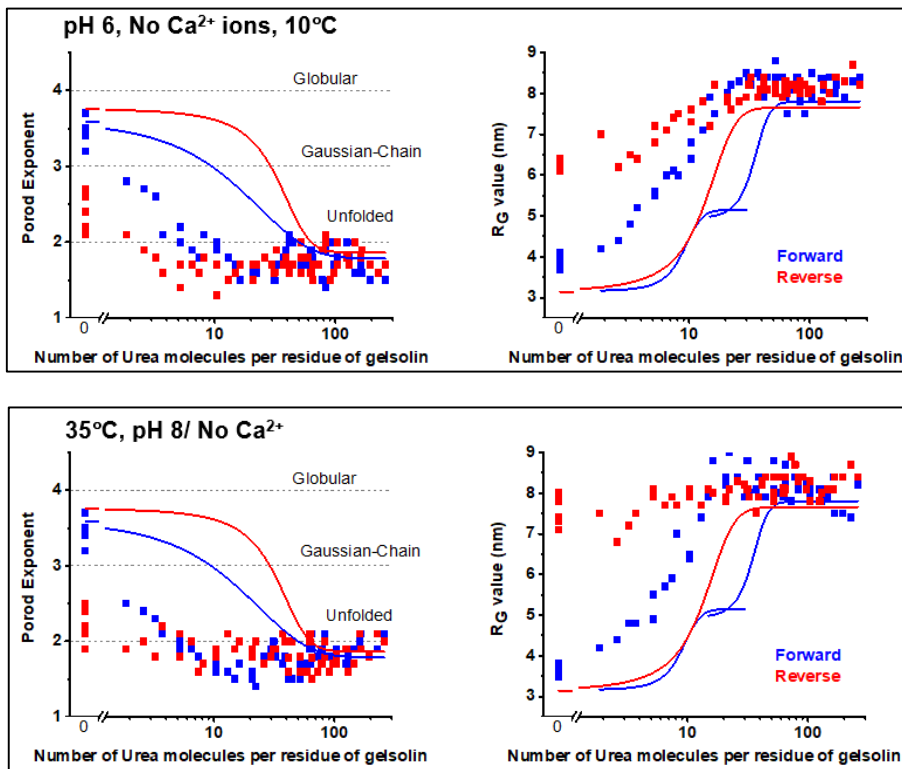 pH 6, No Ca²⁺ ions, 10°C
Porod Exponent
4
3
2
1
Globular
Gaussian-Chain
Unfolded
0
10
100
Number of Urea molecules per residue of gelsolin
R_G value (nm)
9
8
7
6
5
4
3
Forward
Reverse
0
10
100
Number of Urea molecules per residue of gelsolin
35°C, pH 8/ No Ca²⁺
Porod Exponent
4
3
2
1
Globular
Gaussian-Chain
Unfolded
0
10
100
Number of Urea molecules per residue of gelsolin
R_G value (nm)
9
8
7
6
5
4
3
Forward
Reverse
0
10
100
Number of Urea molecules per residue of gelsolin